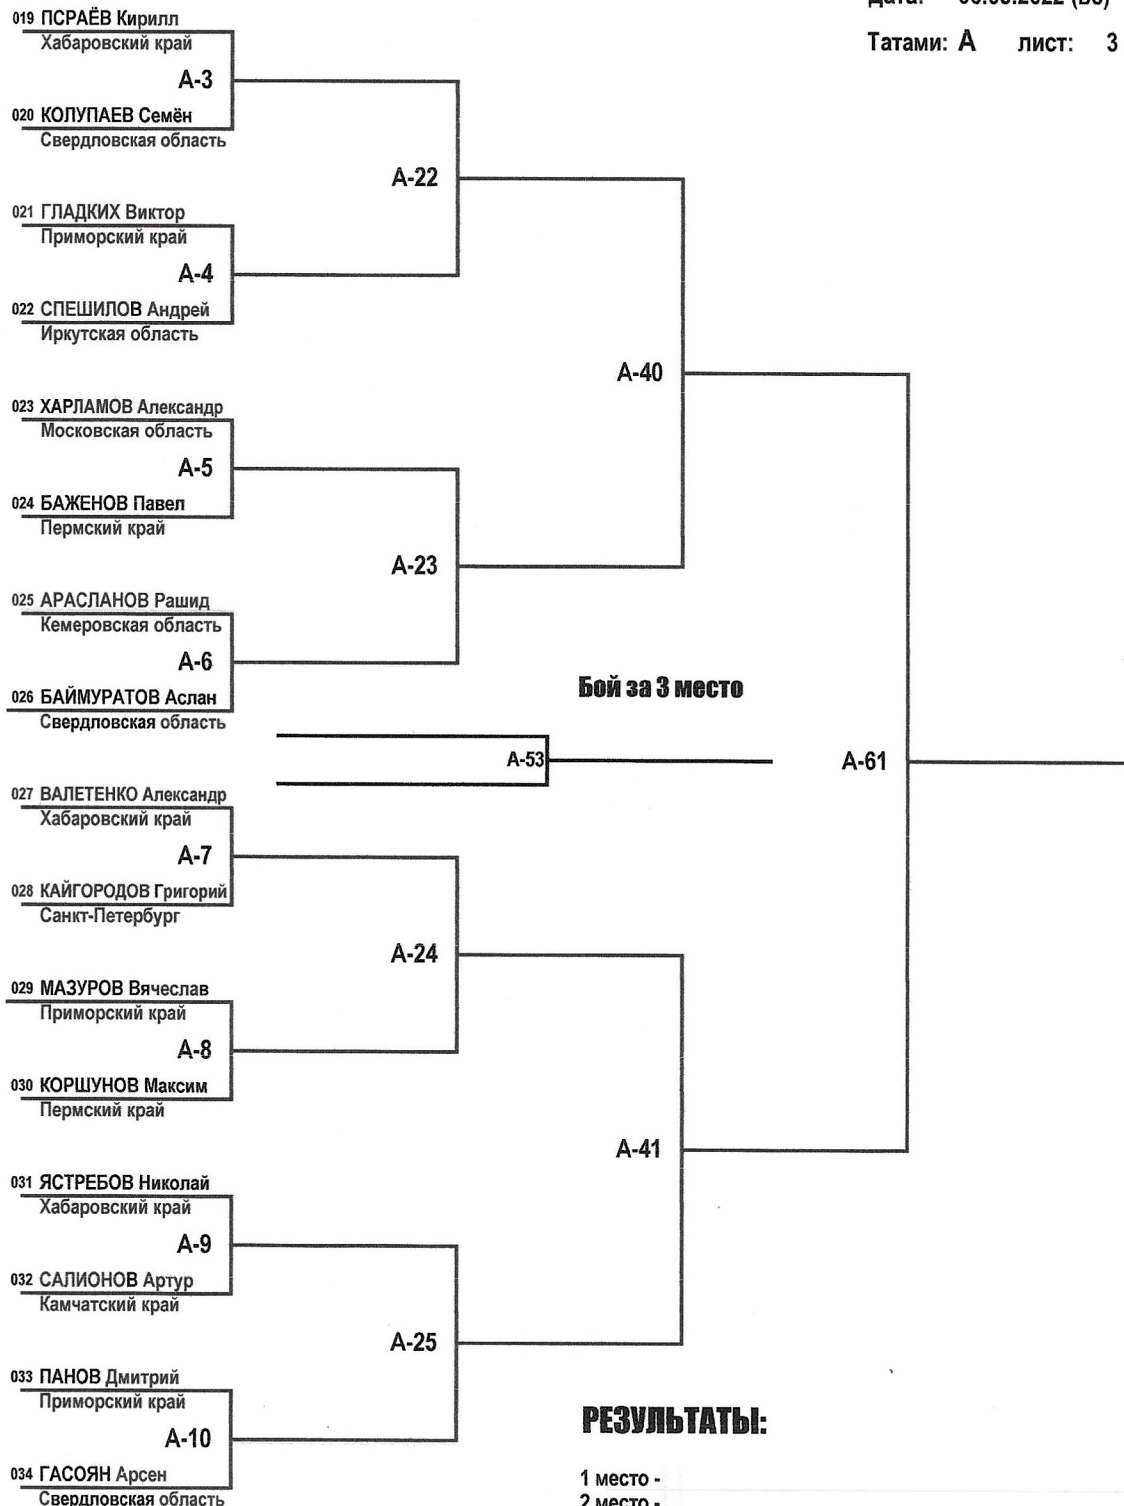 Татами: А лист: 3
019 ПСРАЁВ Кирилл
Хабаровский край
А-3
020 КОЛУПАЕВ Семён
Свердловская область
А-22
021 ГЛАДКИХ Виктор
Приморский край
А-4
022 СПЕШИЛОВ Андрей
Иркутская область
А-40
023 ХАРЛАМОВ Александр
Московская область
А-5
024 БАЖЕНОВ Павел
Пермский край
А-23
025 АРАСЛАНОВ Рашид
Кемеровская область
А-6
026 БАЙМУРАТОВ Аслан
Свердловская область
Бой за 3 место
А-53
А-61
027 ВАЛЕТЕНКО Александр
Хабаровский край
А-7
028 КАЙГОРОДОВ Григорий
Санкт-Петербург
А-24
029 МАЗУРОВ Вячеслав
Приморский край
А-8
030 КОРШУНОВ Максим
Пермский край
А-41
031 ЯСТРЕБОВ Николай
Хабаровский край
А-9
032 САЛИОНОВ Артур
Камчатский край
А-25
033 ПАНОВ Дмитрий
Приморский край
А-10
034 ГАСОЯН Арсен
Свердловская область
РЕЗУЛЬТАТЫ:
1 место -
2 место -